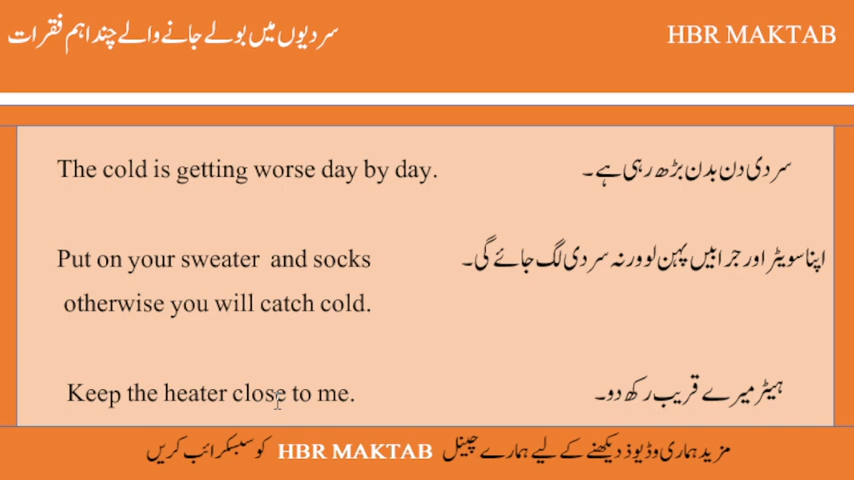 سردیوں میں بولے جانے والے چند اہم فقرات
HBR MAKTAB
The cold is getting worse day by day.
سردی دن بدن بڑھ رہی ہے۔
Put on your sweater and socks
otherwise you will catch cold.
اپنا سویٹر اور جرابیں پہن لو ورنہ سردی لگ جائے گی۔
Keep the heater close to me.
ہیٹر میرے قریب رکھ دو۔
مزید ہماری وڈیوذ دیکھنے کے لیے ہمارے چینل HBR MAKTAB کو سبسکرائب کریں